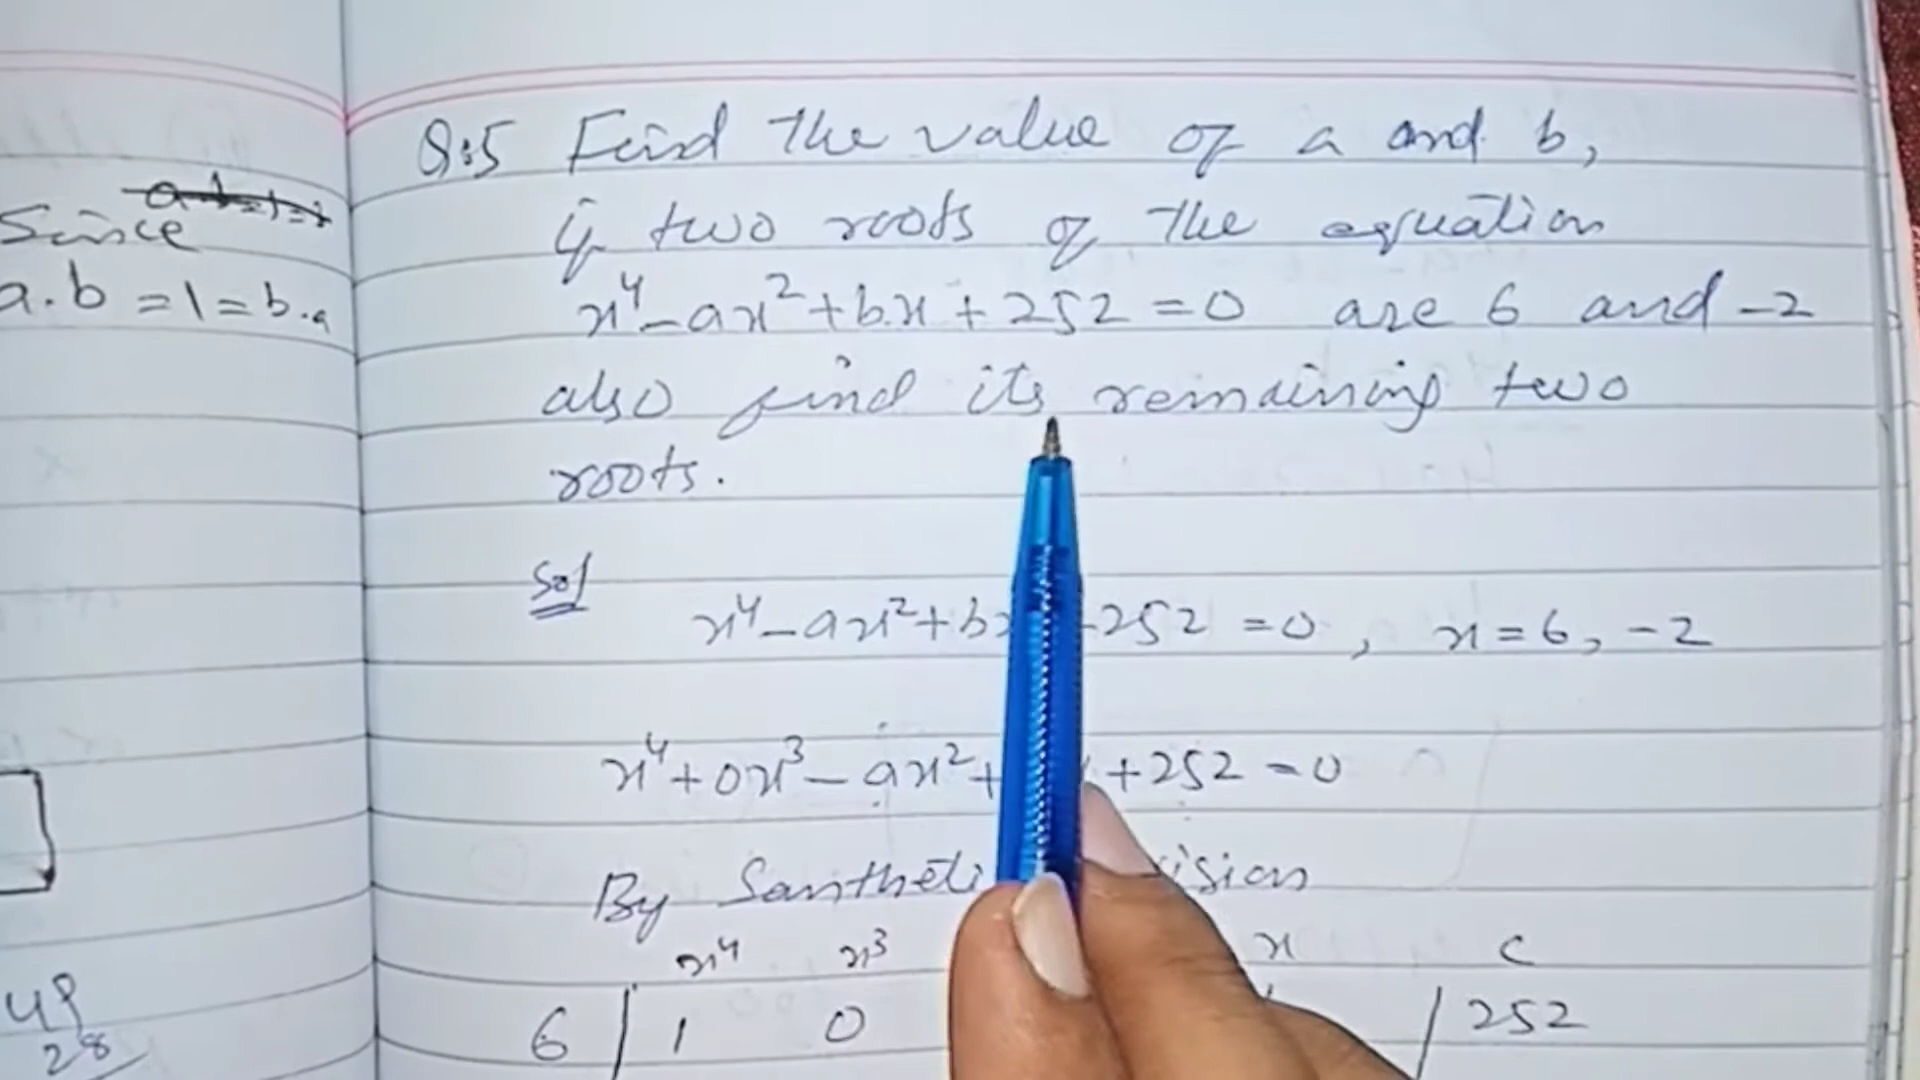 Since
a.b =1=b.a
49
28
Q:5 Find the value of a and b,
if two roots of the equation
x⁴-ax²+bx+252=0 are 6 and -2
also find its remaining two
roots.
Sol
x⁴-ax²+b 252 =0, x=6, -2
x⁴+0x³-ax²+ +252=0
By
x⁴ x³ x c
6 | 1 0 | 252